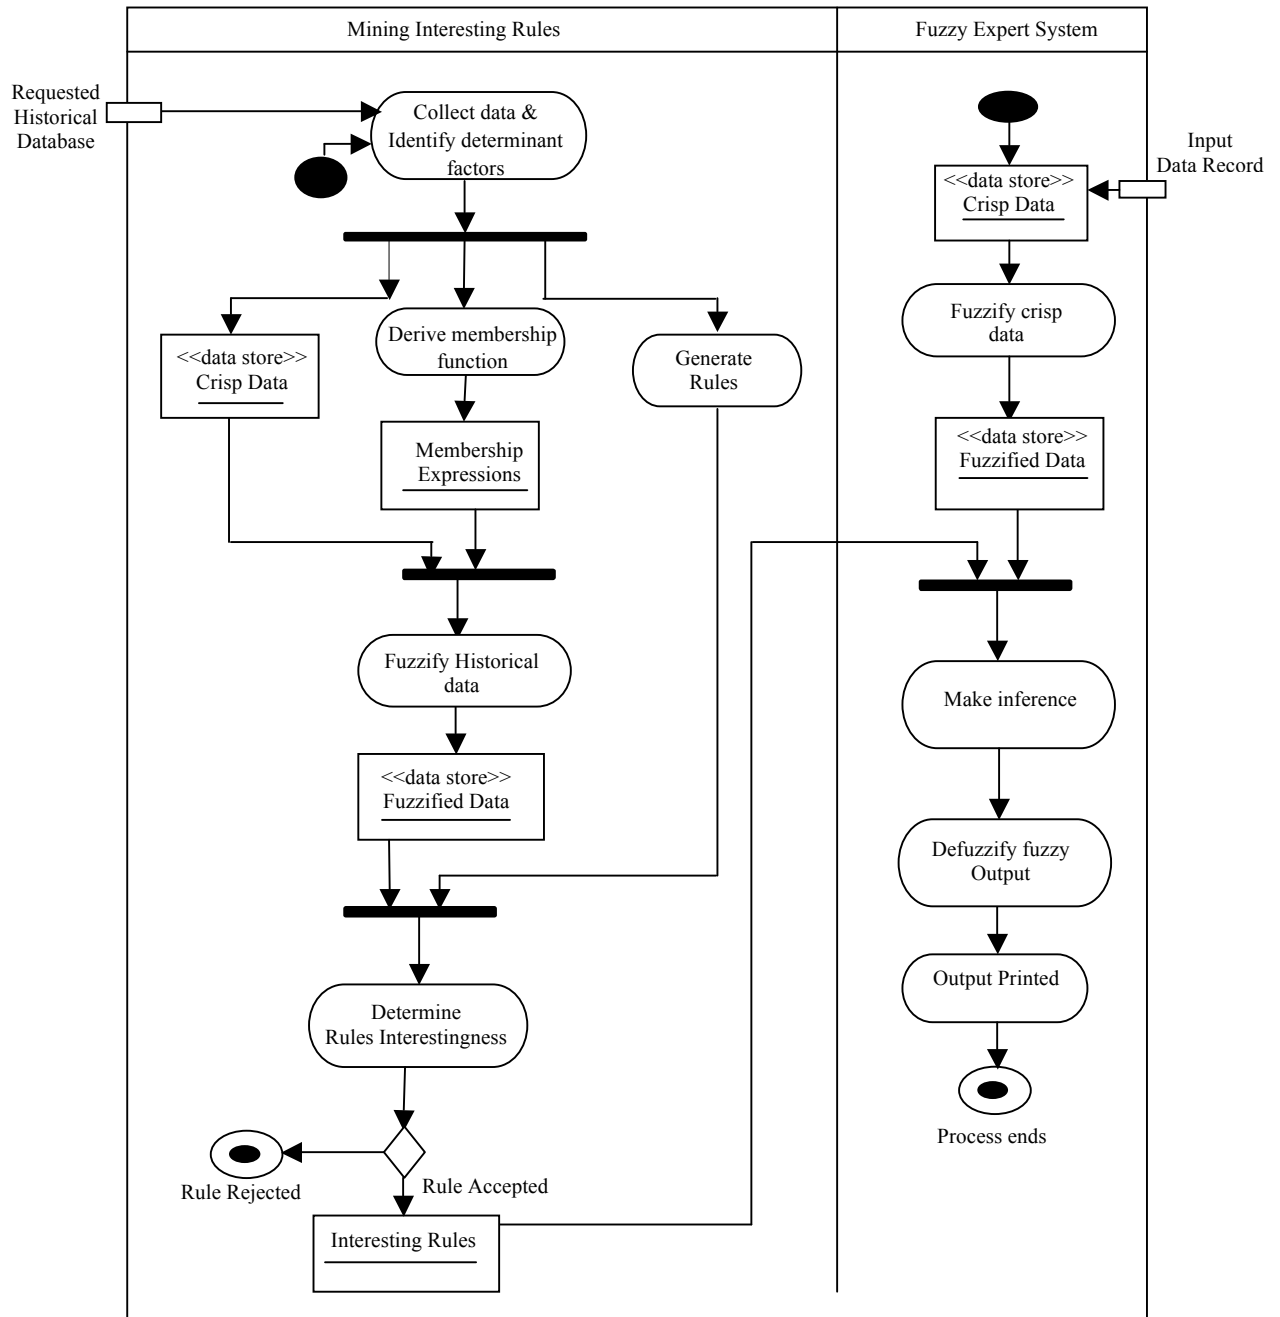 Mining Interesting Rules
Fuzzy Expert System
Requested
Historical
Database
Collect data &
Identify determinant
factors
Input
Data Record
<<data store>>
Crisp Data
Fuzzify crisp
data
<<data store>>
Crisp Data
Derive membership
function
Generate
Rules
Membership
Expressions
<<data store>>
Fuzzified Data
Fuzzify Historical
data
Make inference
<<data store>>
Fuzzified Data
Defuzzify fuzzy
Output
Determine
Rules Interestingness
Output Printed
Process ends
Rule Rejected
Rule Accepted
Interesting Rules